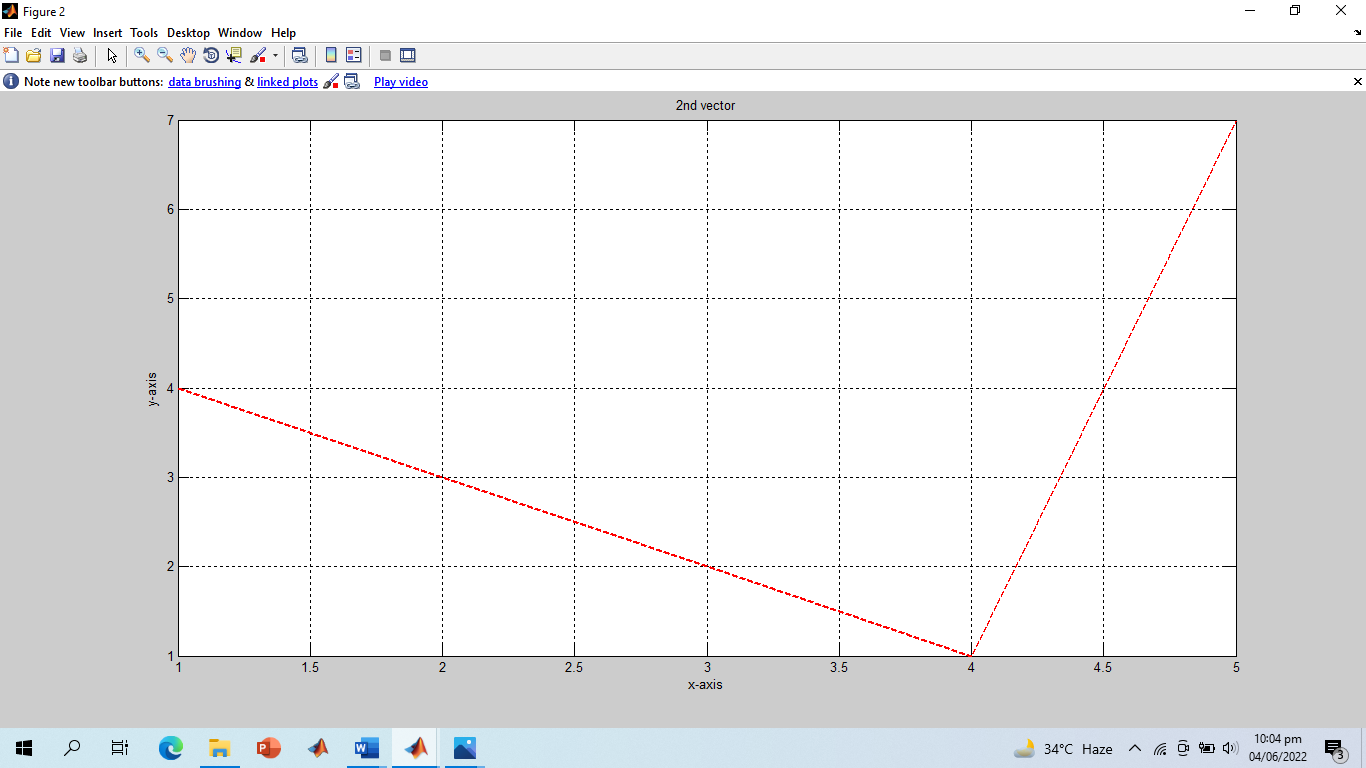 Figure 2
File Edit View Insert Tools Desktop Window Help
Note new toolbar buttons: data brushing & linked plots Play video
2nd vector
7
6
5
4
3
2
1
y-axis
1 1.5 2 2.5 3 3.5 4 4.5 5
x-axis
34°C Haze
10:04 pm
04/06/2022
3